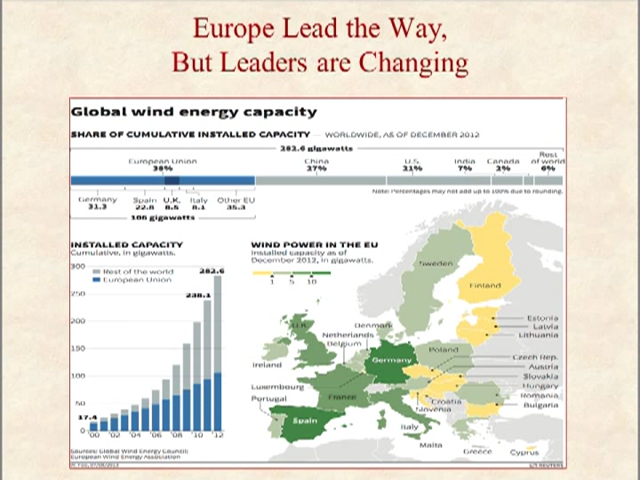 Europe Lead the Way,
But Leaders are Changing
Global wind energy capacity
SHARE OF CUMULATIVE INSTALLED CAPACITY WORLDWIDE, AS OF DECEMBER 2012
282.6 gigawatts
European Union China U.S. India Canada Rest of world
38% 27% 21% 7% 2% 6%
Note: Percentages may not add up to 100% due to rounding.
Germany Spain U.K. Italy Other EU
31.3 22.8 8.5 8.1 35.3
106 gigawatts
INSTALLED CAPACITY
Cumulative, in gigawatts.
300
Rest of the world
European Union
282.6
250
238.1
200
150
100
50
17.4
0
'00 '02 '04 '06 '08 '10 '12
WIND POWER IN THE EU
Installed capacity as of
December 2012, in gigawatts.
1 5 10
Sweden
Finland
Estonia
Latvia
Lithuania
U.K.
Denmark
Netherlands
Belgium
Ireland
Germany
Poland
Czech Rep.
Austria
Slovakia
Hungary
Romania
Bulgaria
Luxembourg
Portugal
France
Spain
Croatia
Slovenia
Italy
Malta
Greece
Cyprus
Sources: Global Wind Energy Council;
European Wind Energy Association
REUTERS